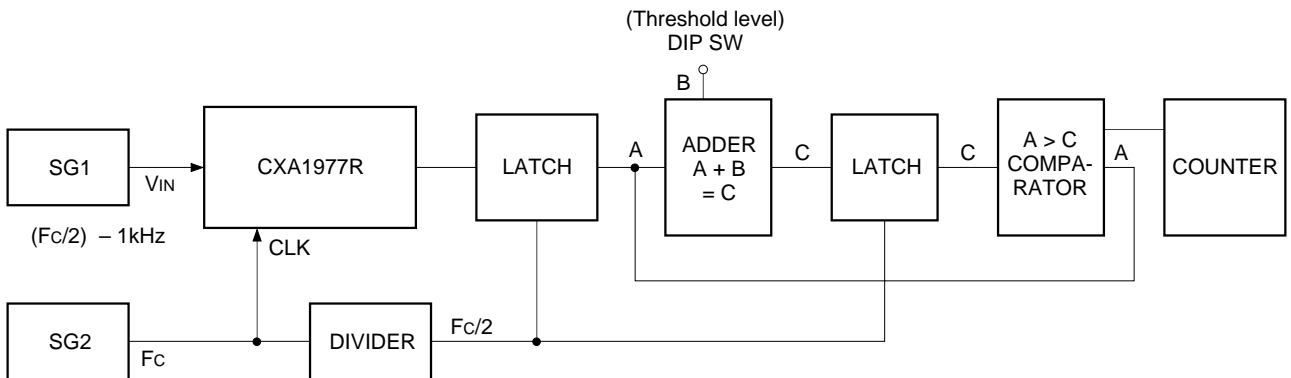 (Threshold level)
DIP SW
B
SG1
VIN
(FC/2) – 1kHz
CXA1977R
CLK
LATCH
A
ADDER
A + B
= C
C
LATCH
C
A > C
COMPA-
RATOR
A
COUNTER
SG2
FC
DIVIDER
FC/2